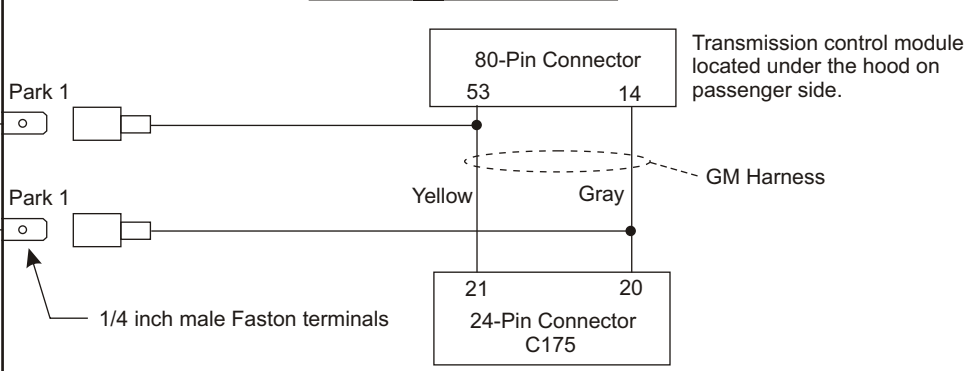 80-Pin Connector
53
14
Transmission control module
located under the hood on
passenger side.
Park 1
GM Harness
Yellow
Gray
Park 1
21
20
24-Pin Connector
C175
1/4 inch male Faston terminals